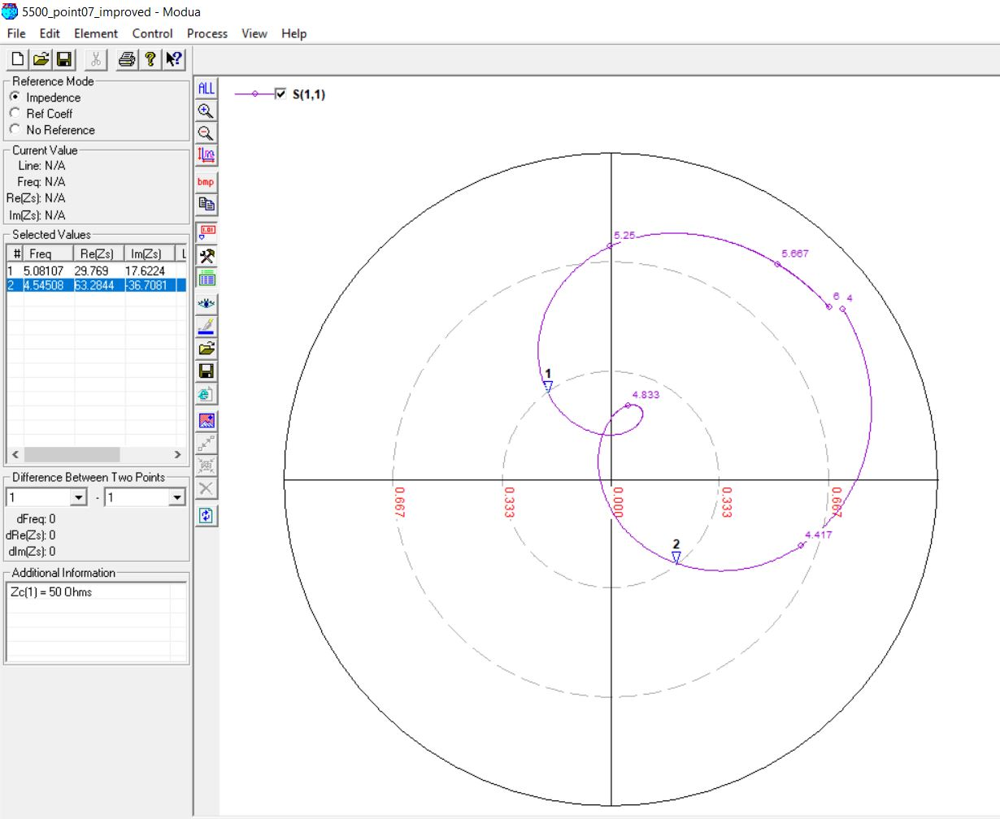 5500_point07_improved - Modua
File Edit Element Control Process View Help
Reference Mode
Impedence
Ref Coeff
No Reference
Current Value
Line: N/A
Freq: N/A
Re(Zs): N/A
Im(Zs): N/A
Selected Values
# Freq Re(Zs) Im(Zs) L
1 5.08107 29.769 17.6224
2 4.54508 63.2844 -36.7081
Difference Between Two Points
1 - 1
dFreq: 0
dRe(Zs): 0
dIm(Zs): 0
Additional Information
Zc(1) = 50 Ohms
ALL
bmp
1.01
S(1,1)
5.25
5.667
6 4
1
4.833
0.667 0.333 0.000 0.333 0.667
4.417
2